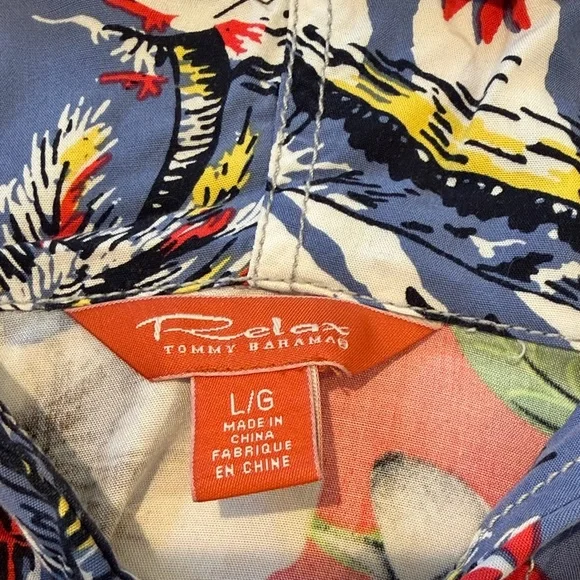 Relax
TOMMY BAHAMA®
L/G
MADE IN
CHINA
FABRIQUE
EN CHINE